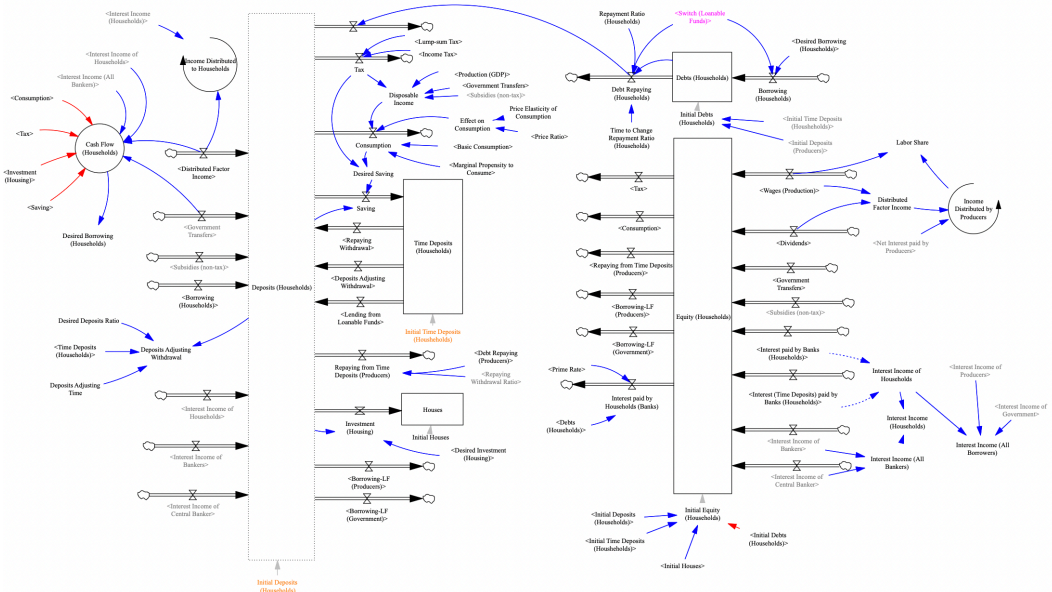 <Interest Income
(Households)>
Income Distributed
to Households
<Interest Income of
Households>
<Interest Income (All
Bankers)>
<Consumption>
<Tax>
Cash Flow
(Households)
<Investment
(Housing)>
<Saving>
Desired Borrowing
(Households)
<Distributed Factor
Income>
<Government
Transfers>
<Subsidies (non-tax)>
<Borrowing
(Households)>
Desired Deposits Ratio
<Time Deposits
(Households)>
Deposits Adjusting
Withdrawal
Deposits Adjusting
Time
<Interest Income of
Households>
<Interest Income of
Bankers>
<Interest Income of
Central Banker>
Deposits (Households)
Initial Deposits
(Households)
<Lump-sum Tax>
<Income Tax>
Tax
<Production (GDP)>
<Government Transfers>
<Subsidies (non-tax)>
Disposable
Income
Price Elasticity of
Consumption
Effect on
Consumption
<Price Ratio>
Consumption
<Basic Consumption>
<Marginal Propensity to
Consume>
Desired Saving
Saving
<Repaying
Withdrawal>
Time Deposits
(Households)
<Deposits Adjusting
Withdrawal>
<Lending from
Loanable Funds>
Initial Time Deposits
(Housheholds)
<Debt Repaying
(Producers)>
Repaying from Time
Deposits (Producers)
<Repaying
Withdrawal Ratio>
Houses
Investment
(Housing)
Initial Houses
<Desired Investment
(Housing)>
<Borrowing-LF
(Producers)>
<Borrowing-LF
(Government)>
Repayment Ratio
(Households)
<Switch (Loanable
Funds)>
<Desired Borrowing
(Households)>
Debts (Households)
Debt Repaying
(Households)
Borrowing
(Households)
Initial Debts
(Households)
Time to Change
Repayment Ratio
(Households)
<Initial Time Deposits
(Housheholds)>
<Initial Deposits
(Producers)>
Labor Share
<Tax>
<Wages (Production)>
Distributed
Factor Income
Income
Distributed by
Producers
<Consumption>
<Dividends>
<Net Interest paid by
Producers>
<Repaying from Time Deposits
(Producers)>
<Government
Transfers>
<Borrowing-LF
(Producers)>
<Subsidies (non-tax)>
Equity (Households)
<Borrowing-LF
(Government)>
<Interest paid by Banks
(Households)>
<Prime Rate>
Interest Income of
Households
<Interest Income of
Producers>
Interest paid by
Households (Banks)
<Interest (Time Deposits) paid by
Banks (Households)>
<Interest Income of
Government>
<Debts
(Households)>
Interest Income
(Households)
<Interest Income of
Bankers>
Interest Income (All
Borrowers)
Interest Income (All
Bankers)
<Interest Income of
Central Banker>
<Initial Deposits
(Households)>
Initial Equity
(Households)
<Initial Time Deposits
(Housheholds)>
<Initial Debts
(Households)>
<Initial Houses>